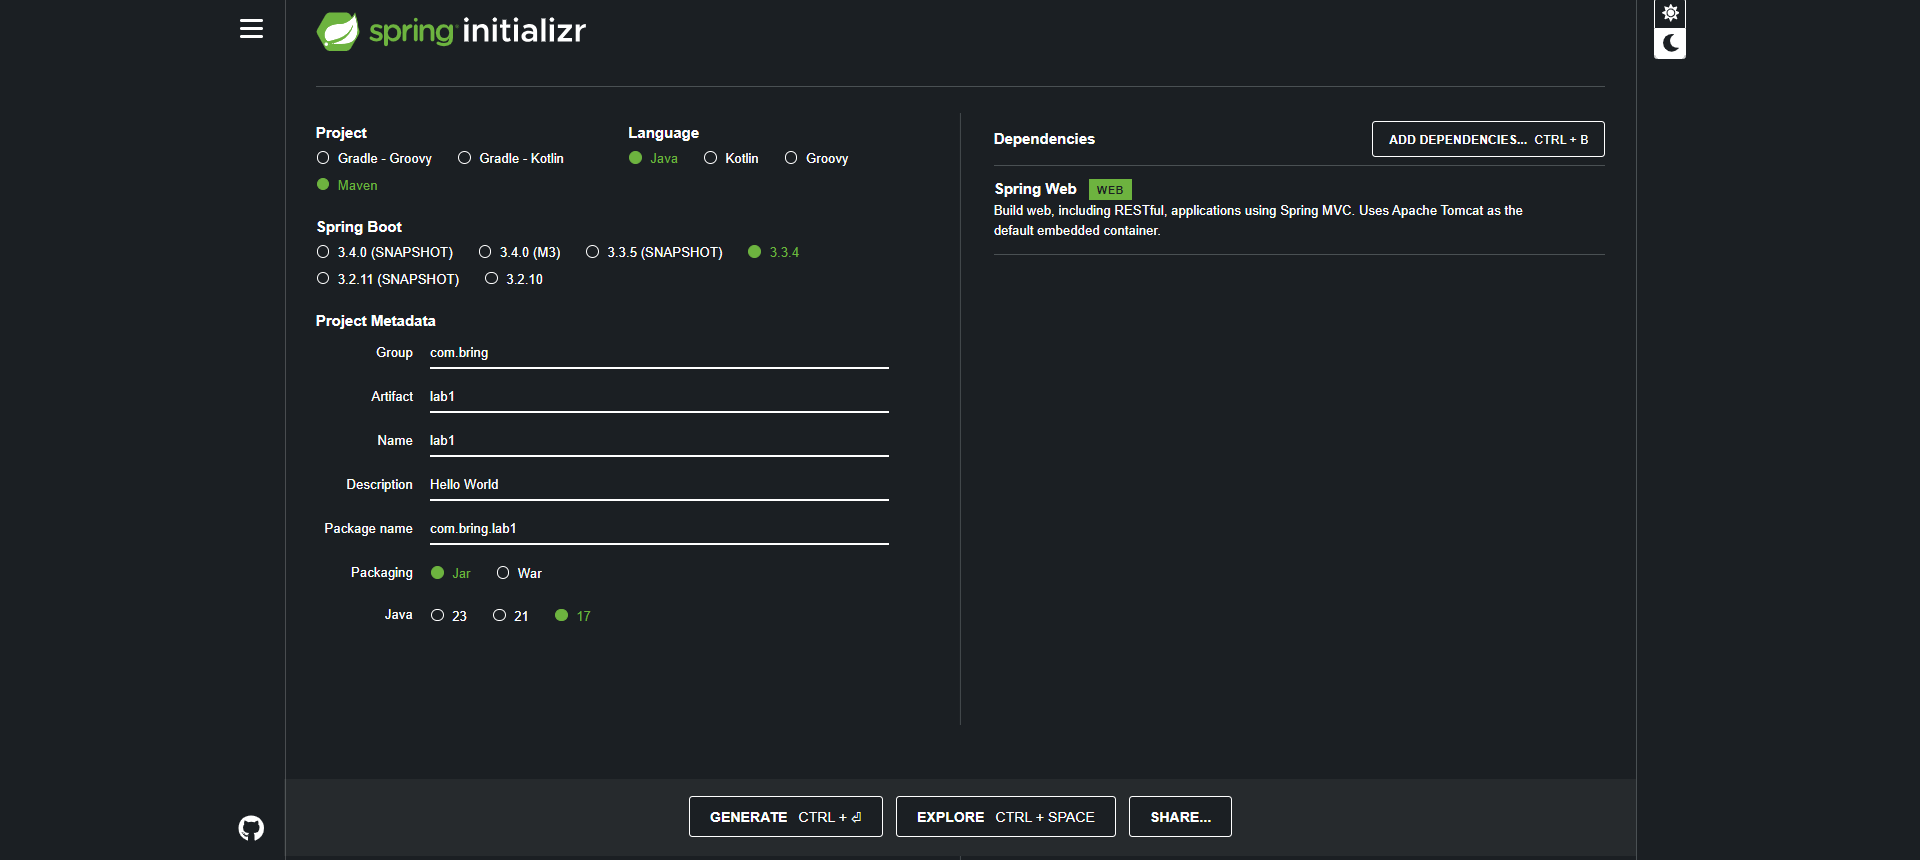 spring initializr
Project
Gradle - Groovy Gradle - Kotlin
Maven
Language
Java Kotlin Groovy
Spring Boot
3.4.0 (SNAPSHOT) 3.4.0 (M3) 3.3.5 (SNAPSHOT) 3.3.4
3.2.11 (SNAPSHOT) 3.2.10
Project Metadata
Group com.bring
Artifact lab1
Name lab1
Description Hello World
Package name com.bring.lab1
Packaging Jar War
Java 23 21 17
Dependencies ADD DEPENDENCIES... CTRL + B
Spring Web WEB
Build web, including RESTful, applications using Spring MVC. Uses Apache Tomcat as the
default embedded container.
GENERATE CTRL + ⏎ EXPLORE CTRL + SPACE SHARE...